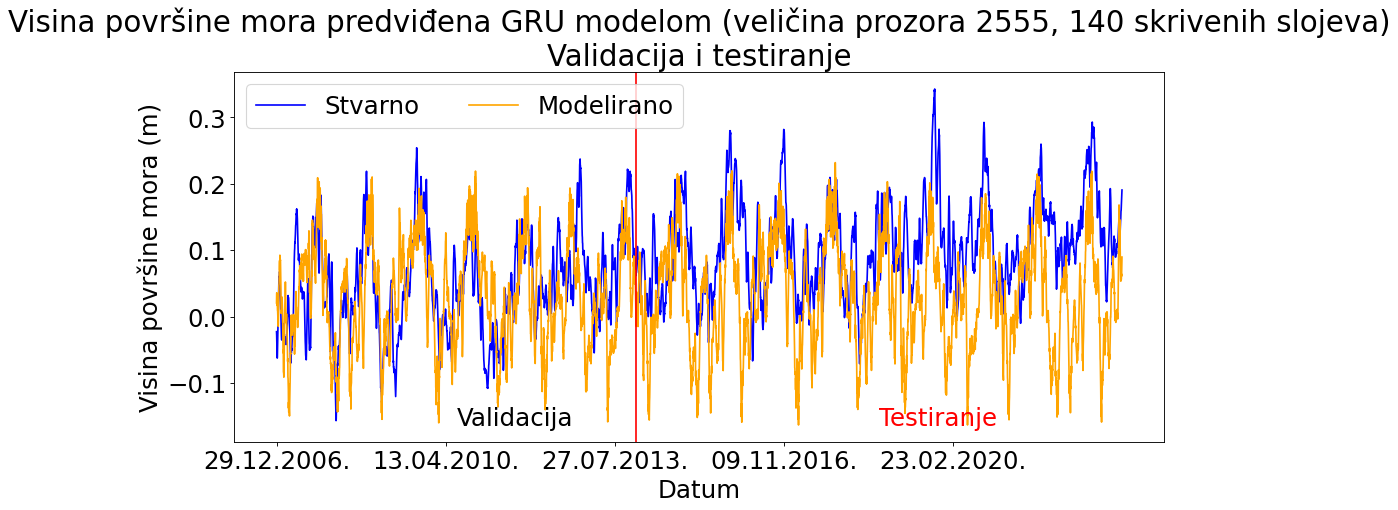 Visina površine mora predviđena GRU modelom (veličina prozora 2555, 140 skrivenih slojeva)
Validacija i testiranje
Stvarno
Modelirano
Visina površine mora (m)
0.3
0.2
0.1
0.0
−0.1
Validacija
Testiranje
29.12.2006.
13.04.2010.
27.07.2013.
09.11.2016.
23.02.2020.
Datum